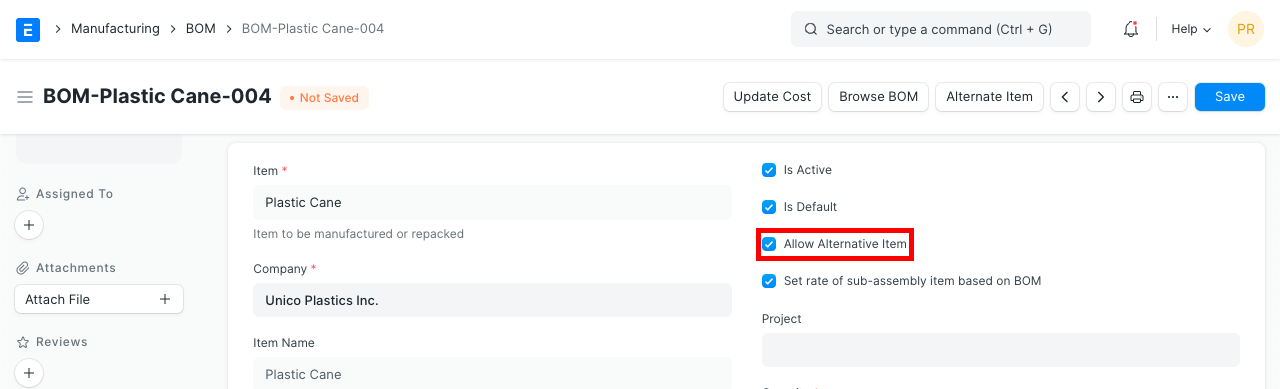 E
Manufacturing
BOM
BOM-Plastic Cane-004
Search or type a command (Ctrl + G)
Help
PR
BOM-Plastic Cane-004
• Not Saved
Update Cost
Browse BOM
Alternate Item
Save
Assigned To
Attachments
Attach File
Reviews
Item *
Plastic Cane
Item to be manufactured or repacked
Company *
Unico Plastics Inc.
Item Name
Plastic Cane
Is Active
Is Default
Allow Alternative Item
Set rate of sub-assembly item based on BOM
Project